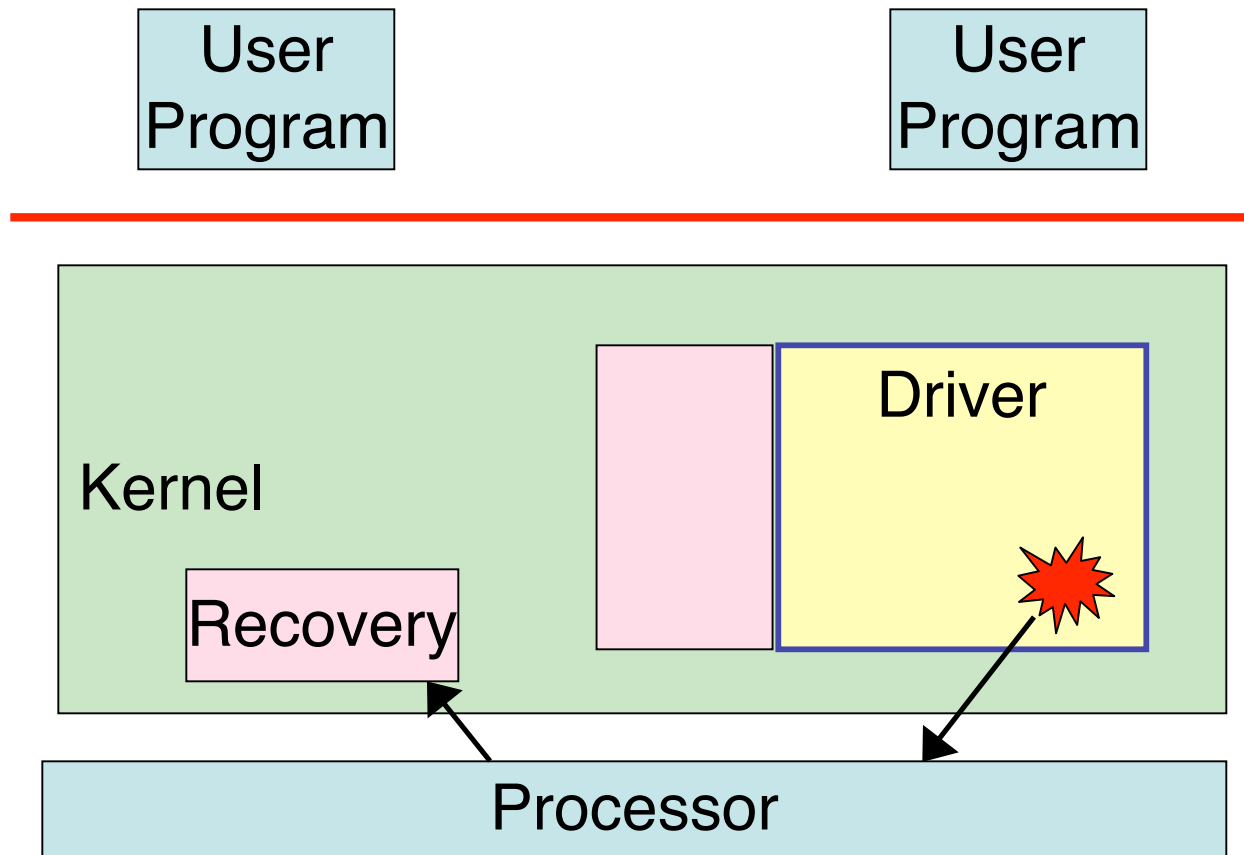 User
Program
User
Program
Driver
Kernel
Recovery
Processor